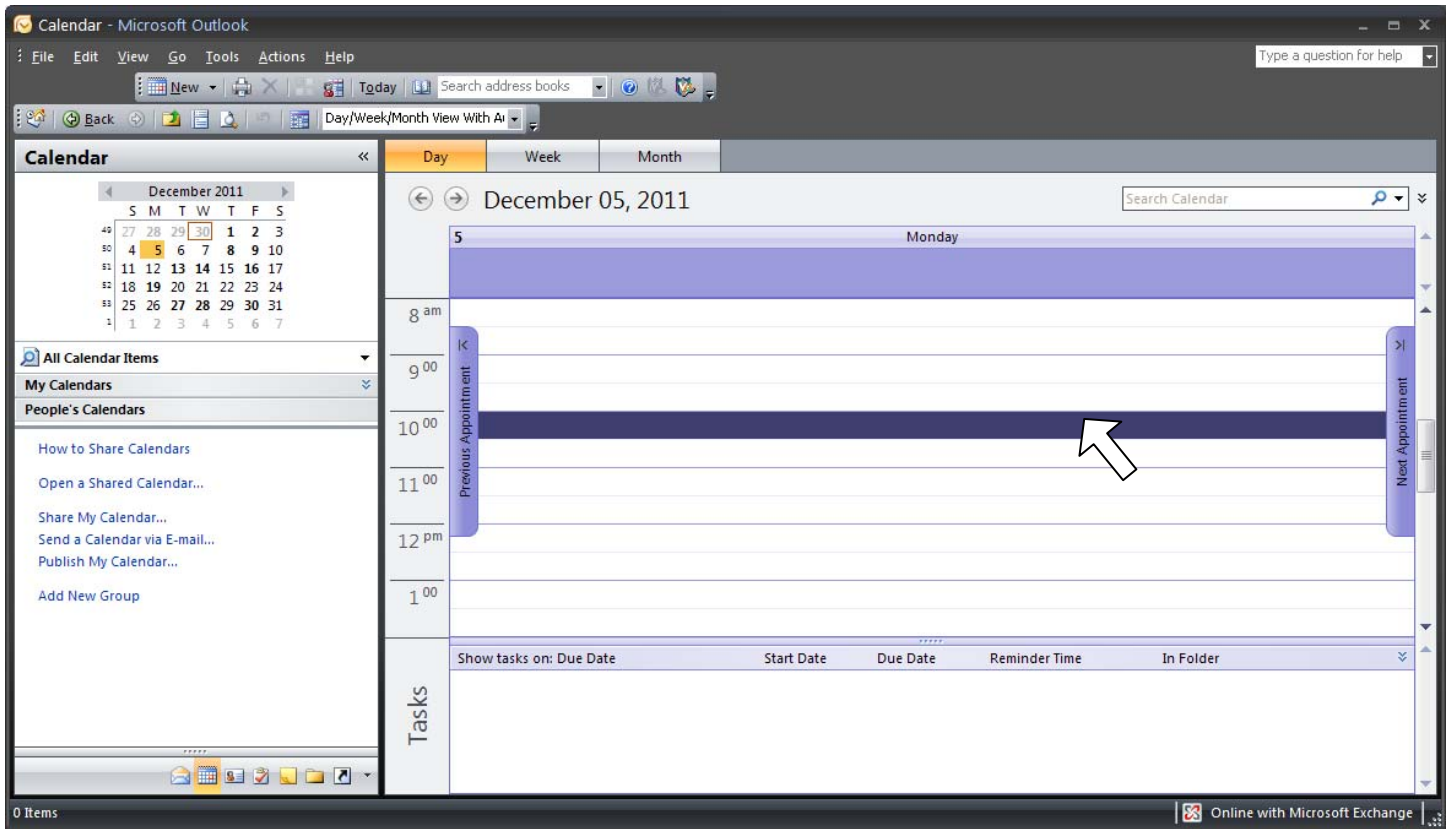 Calendar - Microsoft Outlook
File Edit View Go Tools Actions Help
Type a question for help
New Today Search address books
Back Day/Week/Month View With Au
Calendar «
Day Week Month
December 2011
S M T W T F S
49 27 28 29 30 1 2 3
50 4 5 6 7 8 9 10
51 11 12 13 14 15 16 17
52 18 19 20 21 22 23 24
53 25 26 27 28 29 30 31
1 1 2 3 4 5 6 7
All Calendar Items
My Calendars
People's Calendars
How to Share Calendars
Open a Shared Calendar...
Share My Calendar...
Send a Calendar via E-mail...
Publish My Calendar...
Add New Group
December 05, 2011
Search Calendar
5 Monday
8 am
9 00
10 00
11 00
12 pm
1 00
Previous Appointment
Next Appointment
Tasks
Show tasks on: Due Date Start Date Due Date Reminder Time In Folder
0 Items
Online with Microsoft Exchange